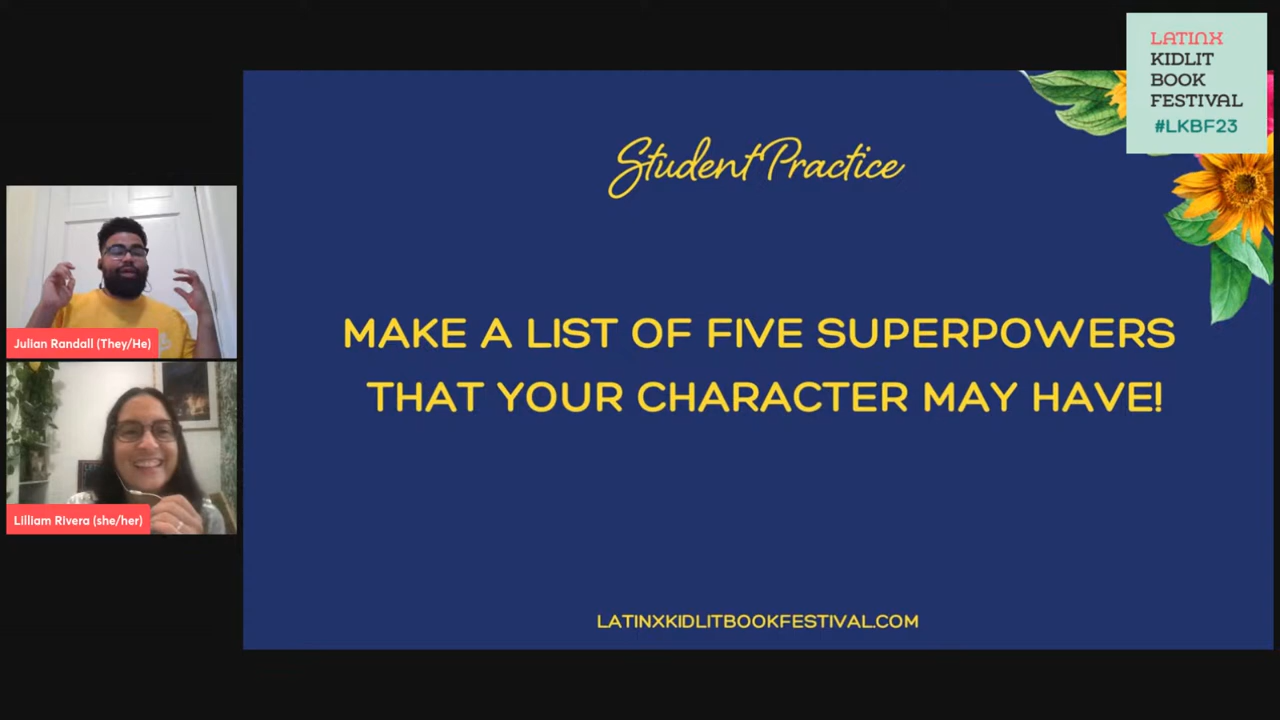 LATINX
KIDLIT
BOOK
FESTIVAL
#LKBF23
Student Practice
MAKE A LIST OF FIVE SUPERPOWERS
THAT YOUR CHARACTER MAY HAVE!
Julian Randall (They/He)
Lilliam Rivera (she/her)
LATINXKIDLITBOOKFESTIVAL.COM